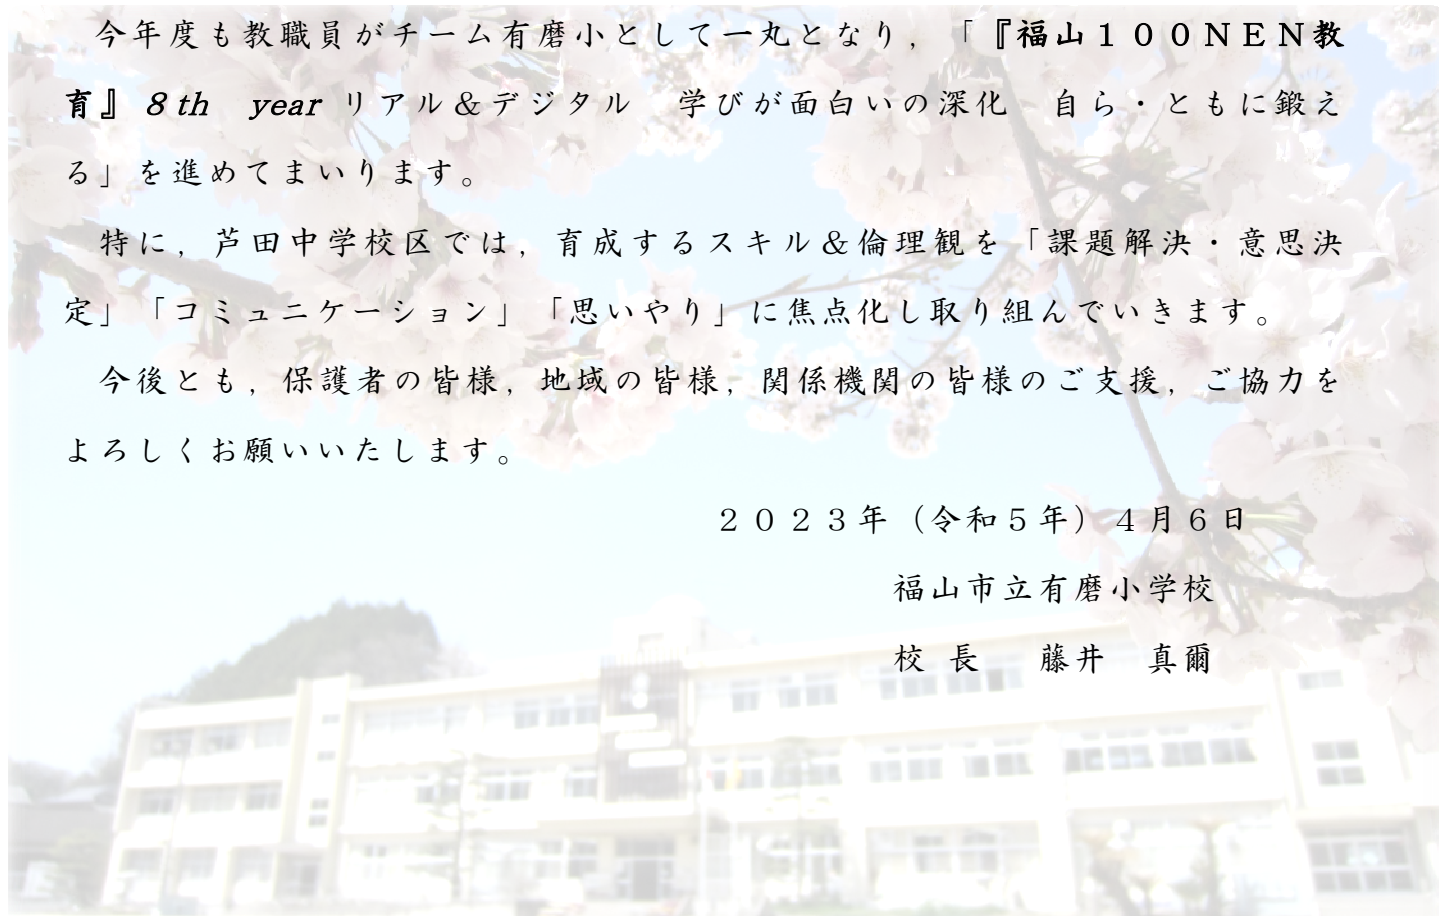 今年度も教職員がチーム有磨小として一丸となり，「『福山１００ＮＥＮ教
育』８th　year リアル＆デジタル　学びが面白いの深化　自ら・ともに鍛え
る」を進めてまいります。
特に，芦田中学校区では，育成するスキル＆倫理観を「課題解決・意思決
定」「コミュニケーション」「思いやり」に焦点化し取り組んでいきます。
今後とも，保護者の皆様，地域の皆様，関係機関の皆様のご支援，ご協力を
よろしくお願いいたします。
２０２３年（令和５年）４月６日
福山市立有磨小学校
校 長　藤井　真爾